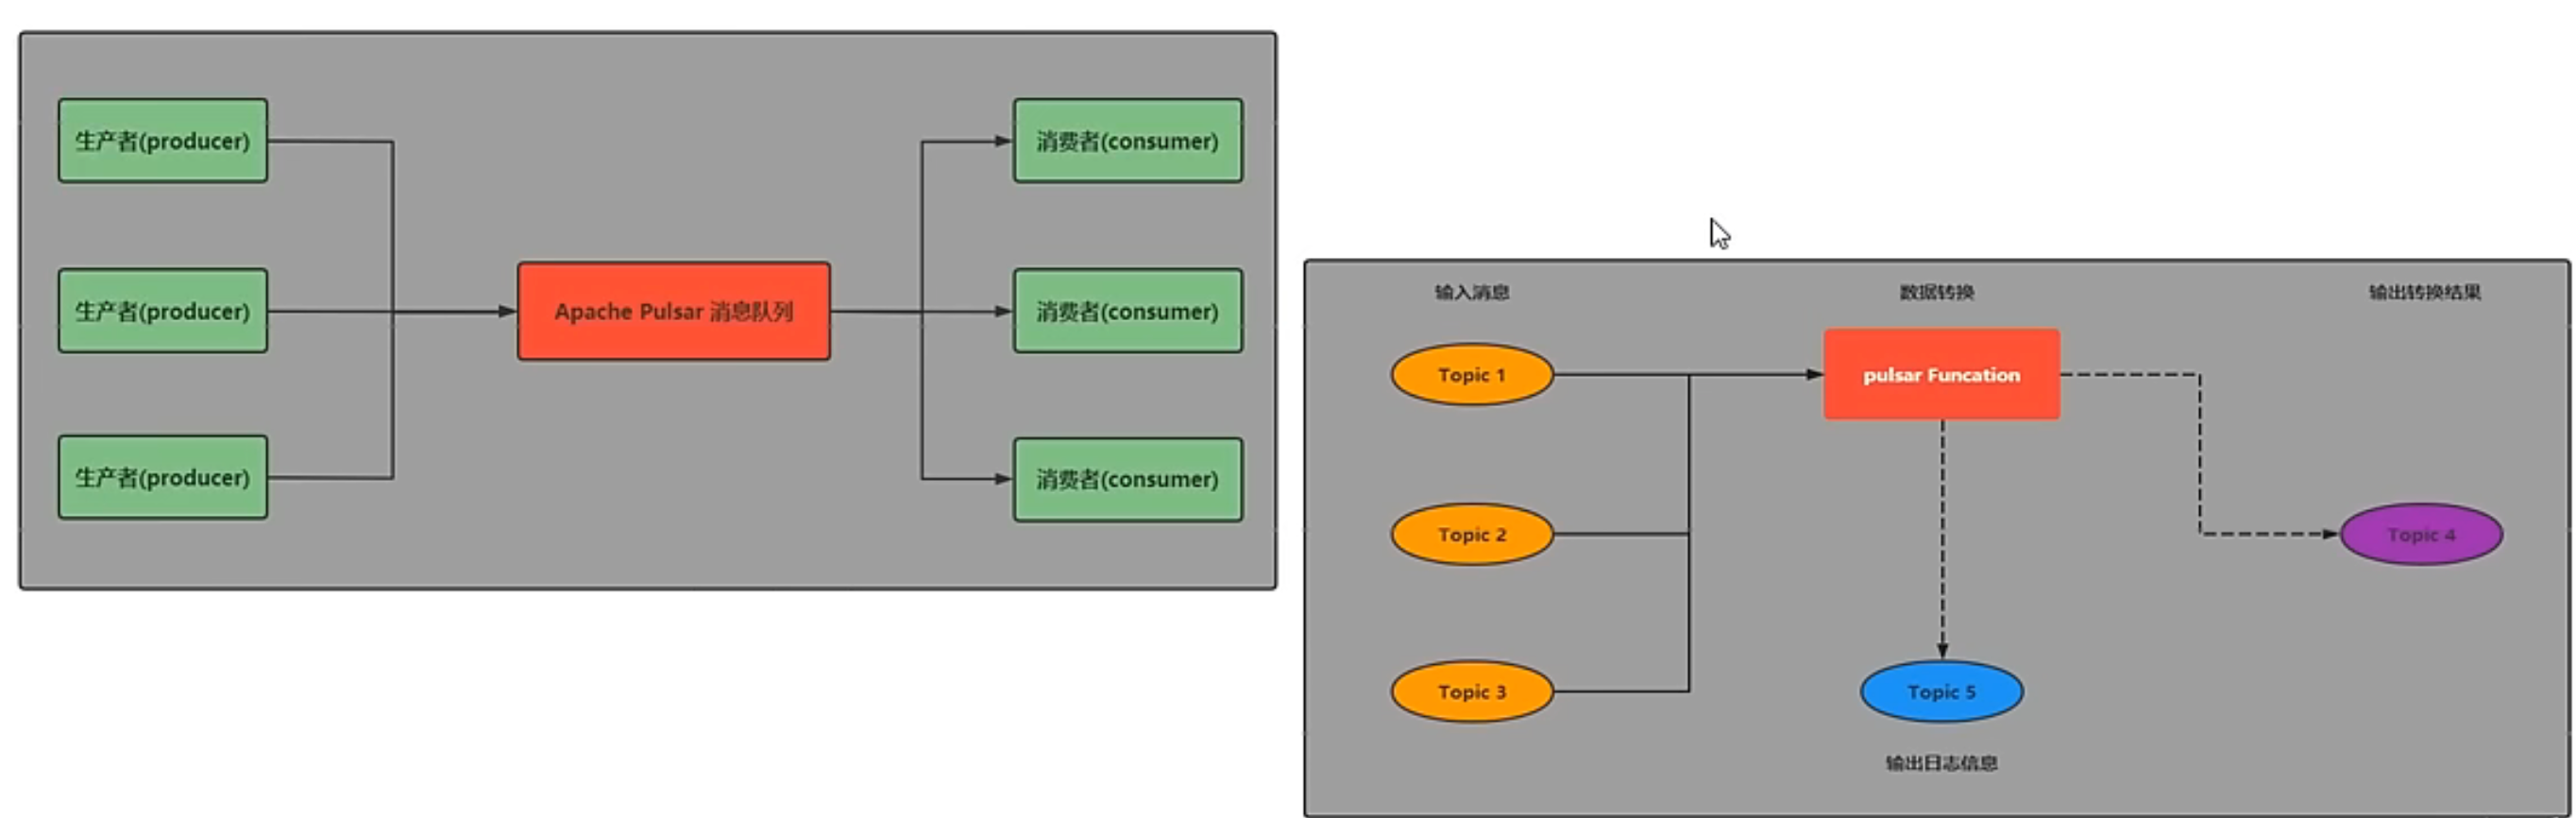 生产者(producer)
生产者(producer)
生产者(producer)
Apache Pulsar 消息队列
消费者(consumer)
消费者(consumer)
消费者(consumer)
输入消息
数据转换
输出转换结果
Topic 1
pulsar Funcation
Topic 2
Topic 4
Topic 3
Topic 5
输出日志信息